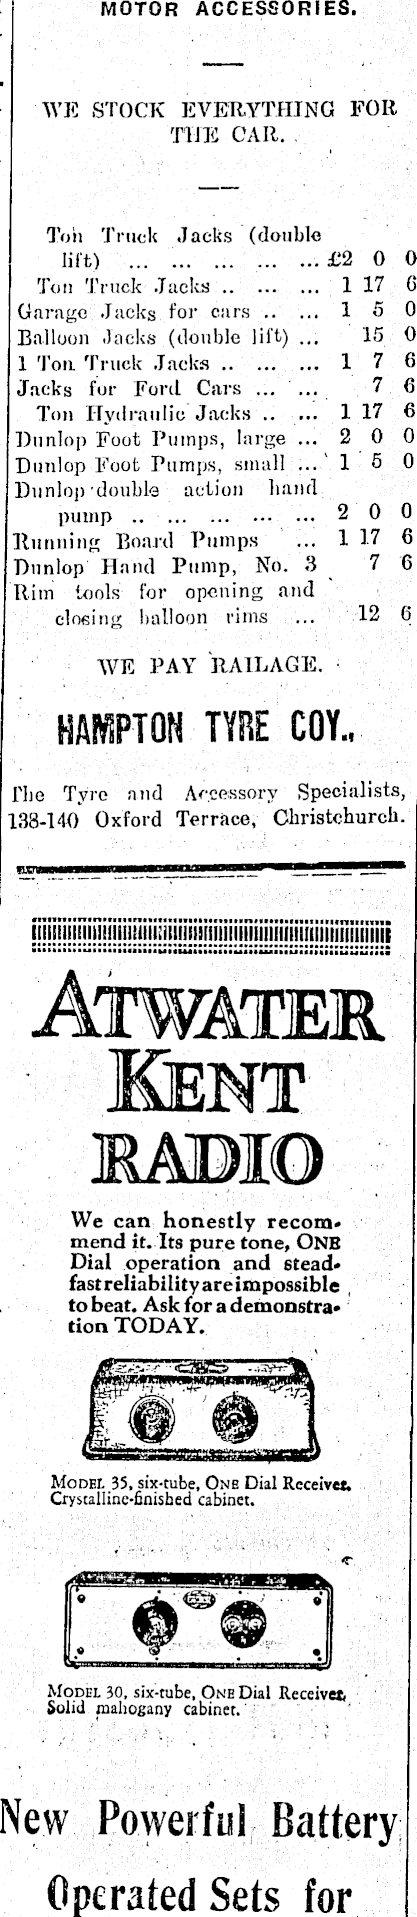 MOTOR ACCESSORIES.
WE STOCK EVERYTHING FOR
THE CAR.
Ton Truck Jacks (double
lift) ... ... ... ... ... £2 0 0
Ton Truck Jacks .. ... ... 1 17 6
Garage Jacks for cars .. ... 1 5 0
Balloon Jacks (double lift) ... 15 0
1 Ton Truck Jacks .. ... ... 1 7 6
Jacks for Ford Cars ... ... 7 6
Ton Hydraulic Jacks .. ... 1 17 6
Dunlop Foot Pumps, large ... 2 0 0
Dunlop Foot Pumps, small ... 1 5 0
Dunlop double action hand
pump .. ... ... ... ... 2 0 0
Running Board Pumps ... 1 17 6
Dunlop Hand Pump, No. 3 7 6
Rim tools for opening and
closing balloon rims ... 12 6
WE PAY RAILAGE.
HAMPTON TYRE COY.,
The Tyre and Accessory Specialists,
138-140 Oxford Terrace, Christchurch.
ATWATER
KENT
RADIO
We can honestly recom-
mend it. Its pure tone, ONE
Dial operation and stead-
fast reliability are impossible
to beat. Ask for a demonstra-
tion TODAY.
MODEL 35, six-tube, ONE Dial Receiver.
Crystalline-finished cabinet.
MODEL 30, six-tube, ONE Dial Receiver,
Solid mahogany cabinet.
New Powerful Battery
Operated Sets for